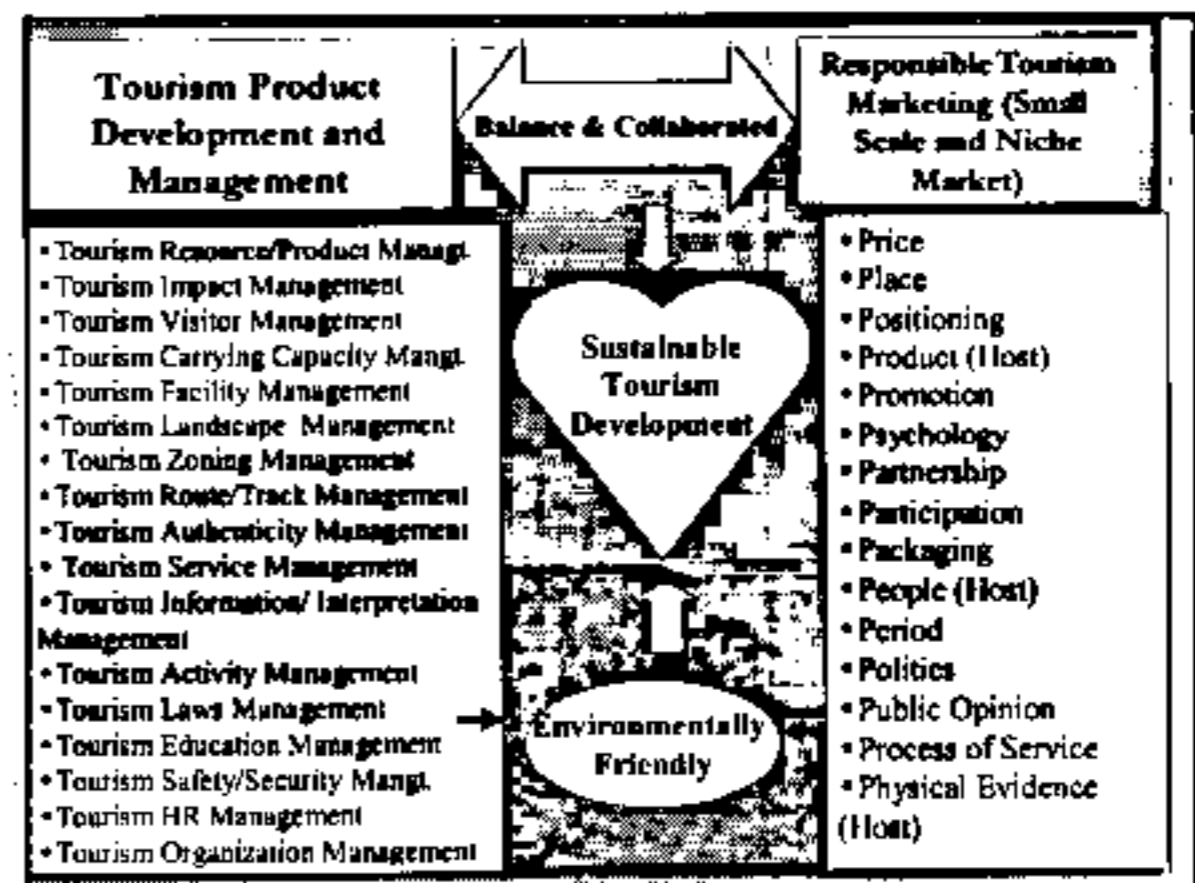 Tourism Product
Development and
Management
Balance & Collaborated
Responsible Tourism
Marketing (Small
Scale and Niche
Market)
• Tourism Resource/Product Managt.
• Tourism Impact Management
• Tourism Visitor Management
• Tourism Carrying Capacity Mangt.
• Tourism Facility Management
• Tourism Landscape Management
• Tourism Zoning Management
• Tourism Route/Track Management
• Tourism Authenticity Management
• Tourism Service Management
• Tourism Information/ Interpretation
Management
• Tourism Activity Management
• Tourism Laws Management
• Tourism Education Management
• Tourism Safety/Security Mangt.
• Tourism HR Management
• Tourism Organization Management
Sustainable
Tourism
Development
Environmentally
Friendly
• Price
• Place
• Positioning
• Product (Host)
• Promotion
• Psychology
• Partnership
• Participation
• Packaging
• People (Host)
• Period
• Politics
• Public Opinion
• Process of Service
• Physical Evidence
(Host)